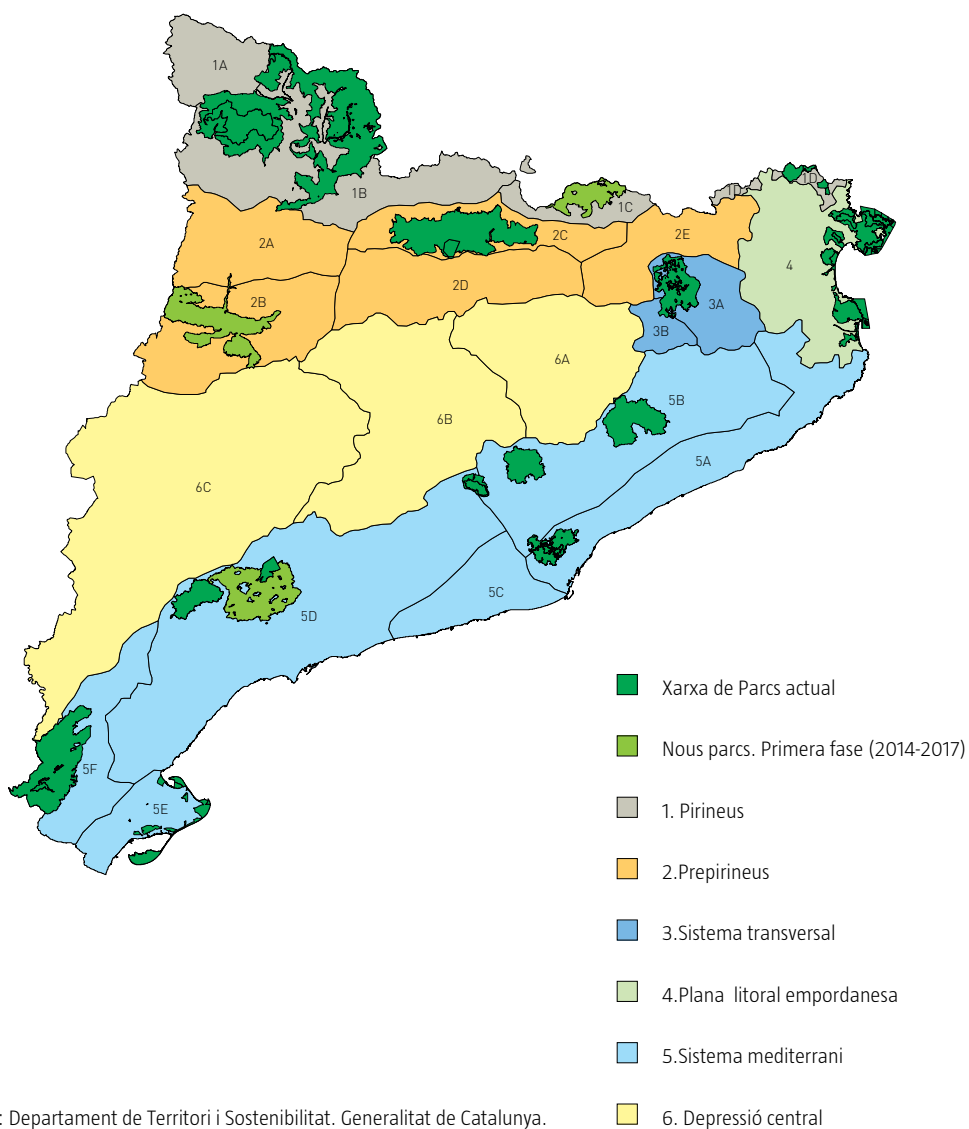 1A
1B
1C
1D
1D
2A
2C
2E
4
2B
2D
3A
3B
6A
5B
6B
5A
6C
5C
5D
5F
5E
Xarxa de Parcs actual
Nous parcs. Primera fase (2014-2017)
1. Pirineus
2.Prepirineus
3.Sistema transversal
4.Plana litoral empordanesa
5.Sistema mediterrani
6. Depressió central
: Departament de Territori i Sostenibilitat. Generalitat de Catalunya.